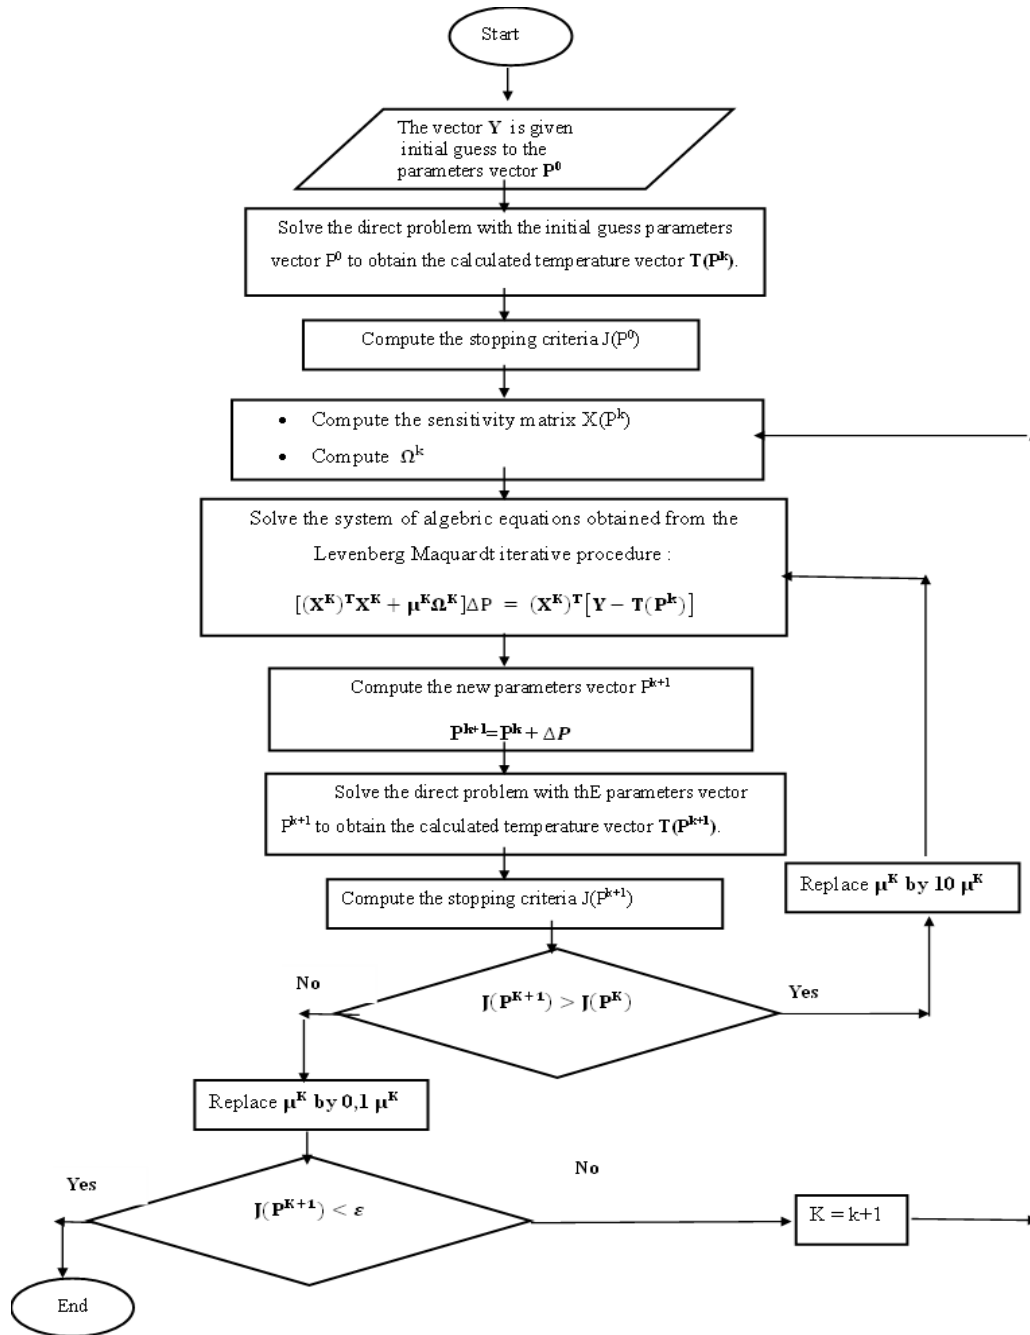 Start
The vector Y is given
initial guess to the
parameters vector P⁰
Solve the direct problem with the initial guess parameters
vector P⁰ to obtain the calculated temperature vector T(Pᵏ).
Compute the stopping criteria J(P⁰)
• Compute the sensitivity matrix X(Pᵏ)
• Compute Ωᵏ
Solve the system of algebric equations obtained from the
Levenberg Maquardt iterative procedure :
[(Xᴷ)ᵀXᴷ + μᴷΩᴷ]ΔP = (Xᴷ)ᵀ[Y − T(Pᵏ)]
Compute the new parameters vector Pᵏ⁺¹
Pᵏ⁺¹=Pᵏ + ΔP
Solve the direct problem with thE parameters vector
Pᵏ⁺¹ to obtain the calculated temperature vector T(Pᵏ⁺¹).
Replace μᴷ by 10 μᴷ
Compute the stopping criteria J(Pᵏ⁺¹)
No
J(Pᴷ⁺¹) > J(Pᴷ)
Yes
Replace μᴷ by 0,1 μᴷ
Yes
J(Pᴷ⁺¹) < ε
No
K = k+1
End